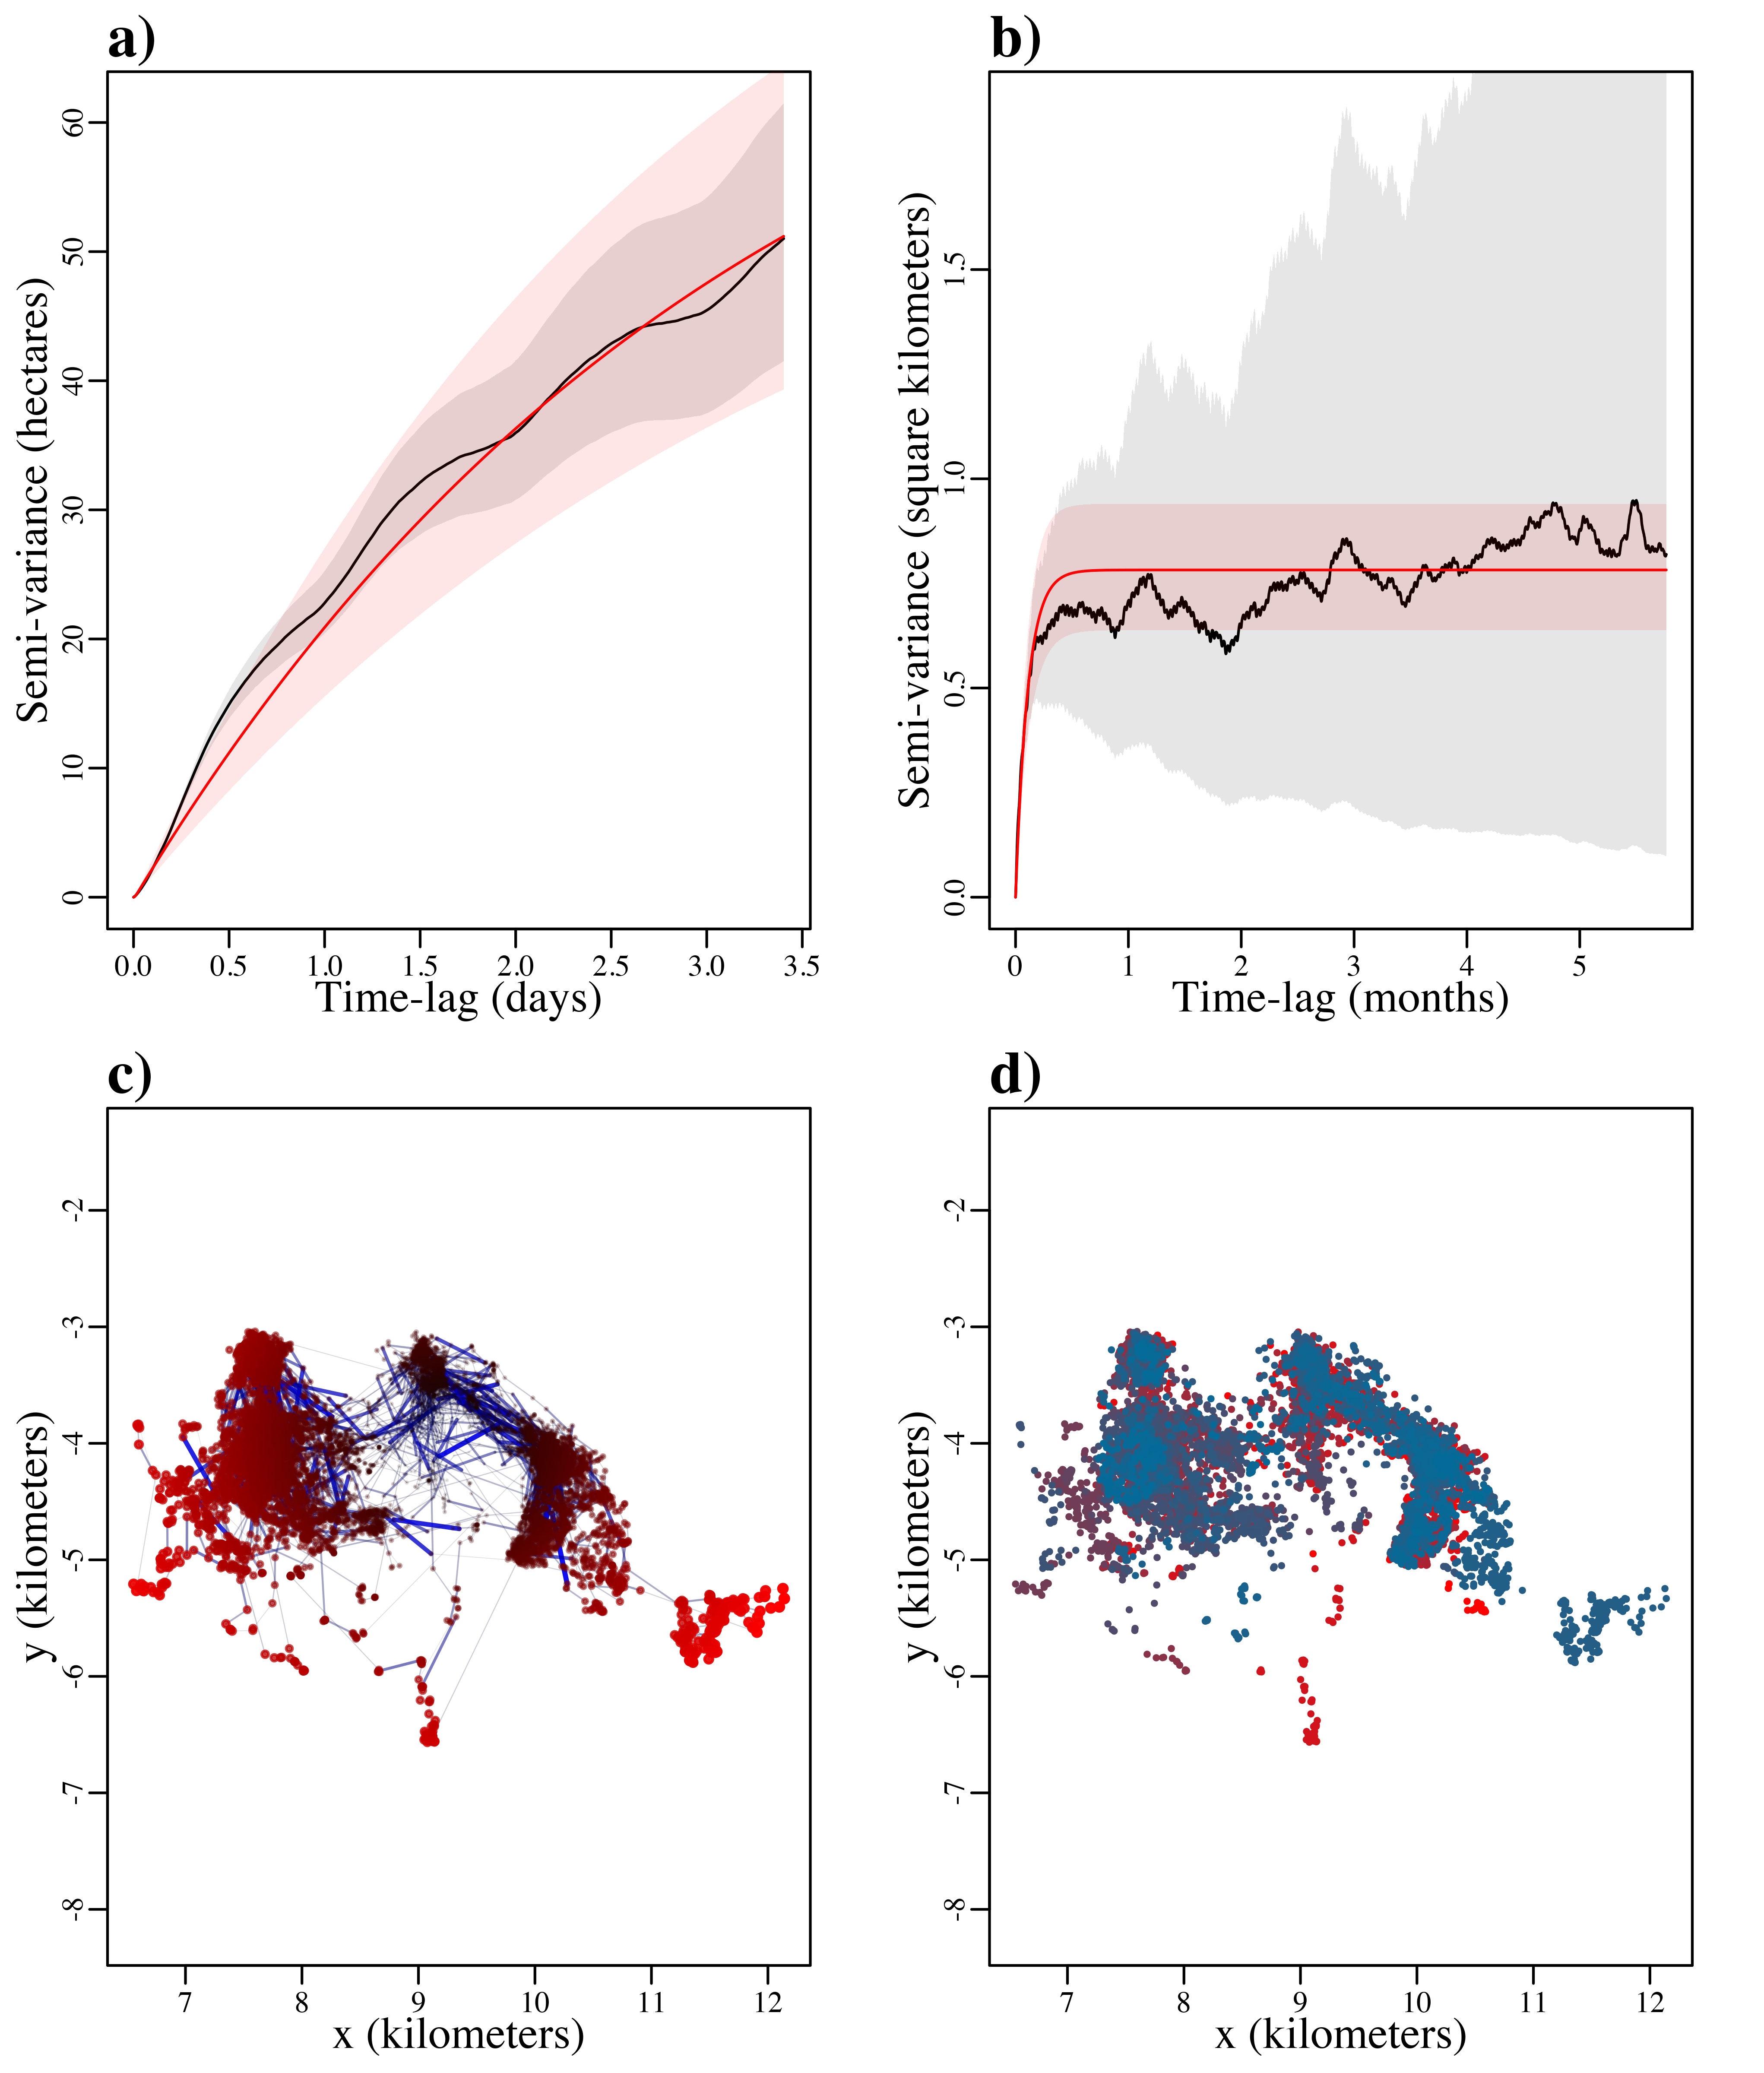 a)
Semi-variance (hectares)
0 10 20 30 40 50 60
0.0 0.5 1.0 1.5 2.0 2.5 3.0 3.5
Time-lag (days)
b)
Semi-variance (square kilometers)
0.0 0.5 1.0 1.5
0 1 2 3 4 5
Time-lag (months)
c)
y (kilometers)
-8 -7 -6 -5 -4 -3 -2
7 8 9 10 11 12
x (kilometers)
d)
y (kilometers)
-8 -7 -6 -5 -4 -3 -2
7 8 9 10 11 12
x (kilometers)